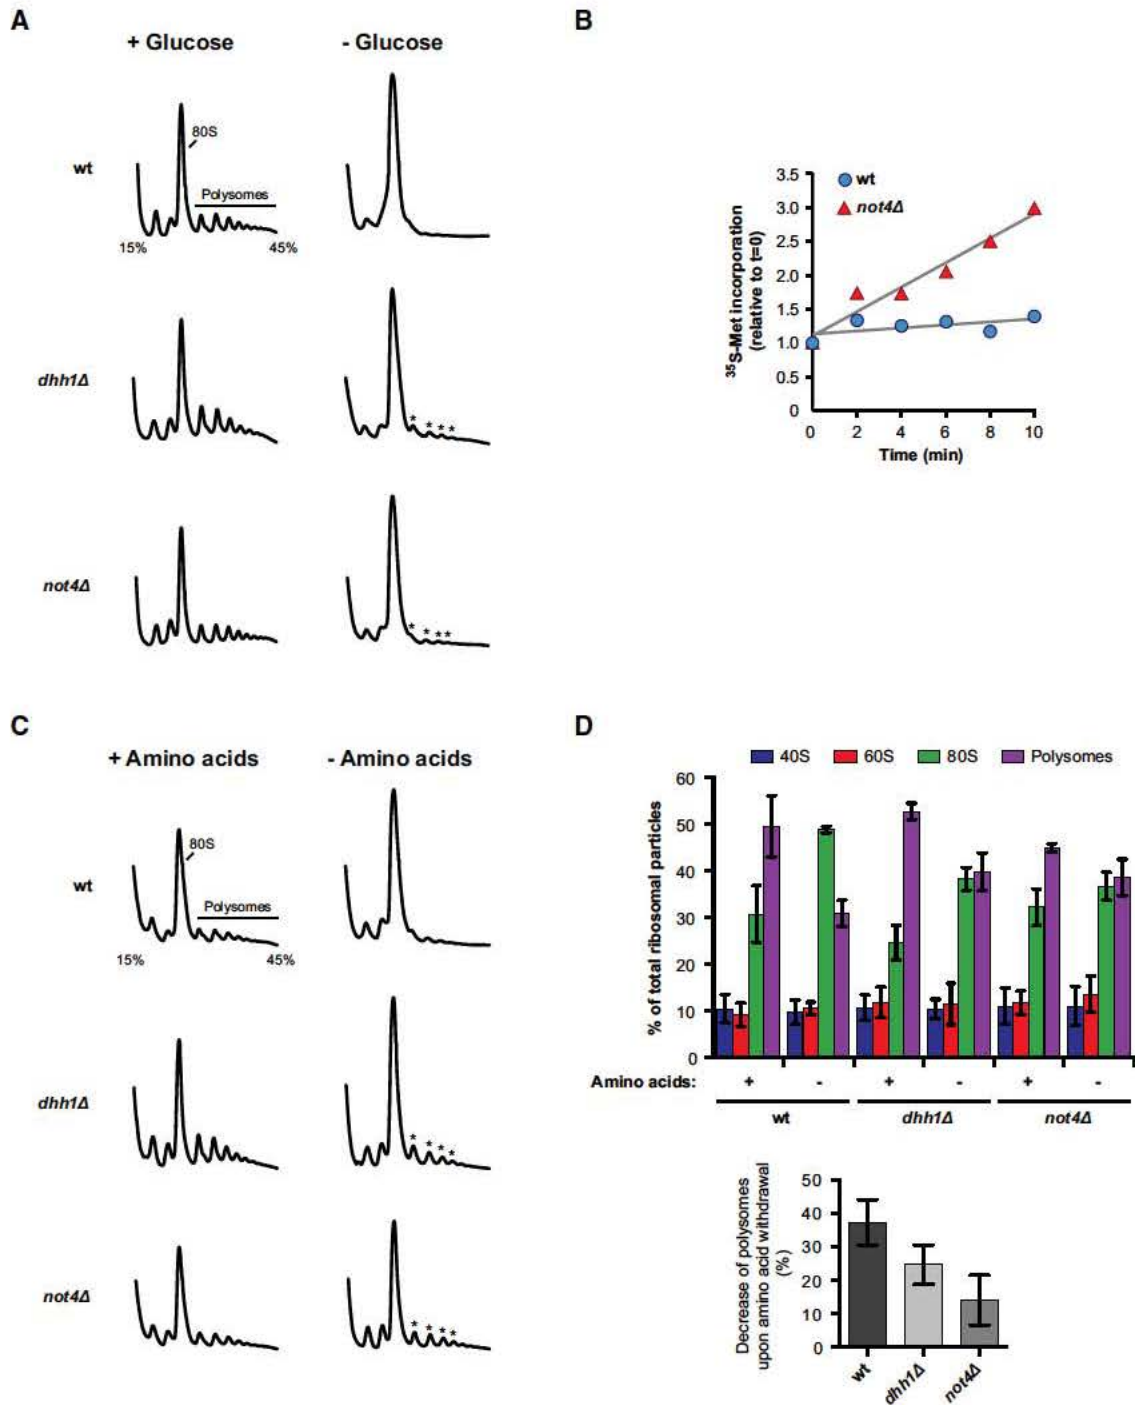 A
+ Glucose
- Glucose
wt
80S
Polysomes
15%
45%
dhh1Δ
* * * *
not4Δ
* * * *
B
3.5
3.0
2.5
2.0
1.5
1.0
0.5
0
wt
not4Δ
35S-Met incorporation
(relative to t=0)
0 2 4 6 8 10
Time (min)
C
+ Amino acids
- Amino acids
wt
80S
Polysomes
15%
45%
dhh1Δ
* * * *
not4Δ
* * * *
D
40S 60S 80S Polysomes
60
50
40
30
20
10
0
% of total ribosomal particles
Amino acids: + - + - + -
wt dhh1Δ not4Δ
50
40
30
20
10
0
Decrease of polysomes
upon amino acid withdrawal
(%)
wt dhh1Δ not4Δ